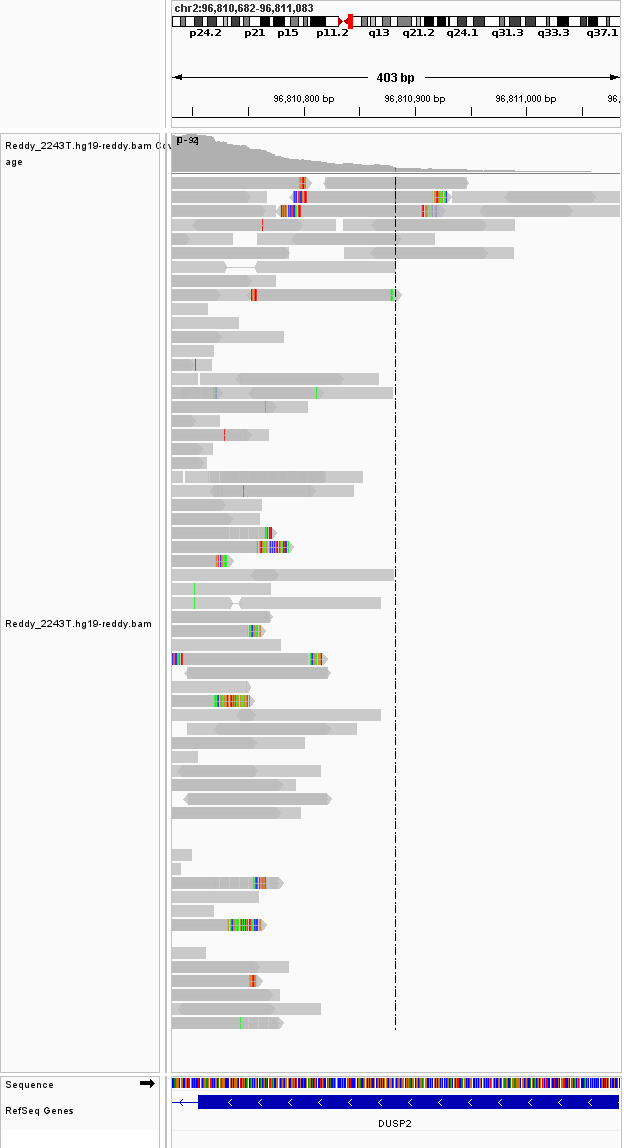 chr2:96,810,682-96,811,083
p24.2 p21 p15 p11.2 q13 q21.2 q24.1 q31.3 q33.3 q37.1
403 bp
96,810,800 bp 96,810,900 bp 96,811,000 bp 96,
Reddy_2243T.hg19-reddy.bam Cov
age
[0-92]
Reddy_2243T.hg19-reddy.bam
Sequence
RefSeq Genes
DUSP2